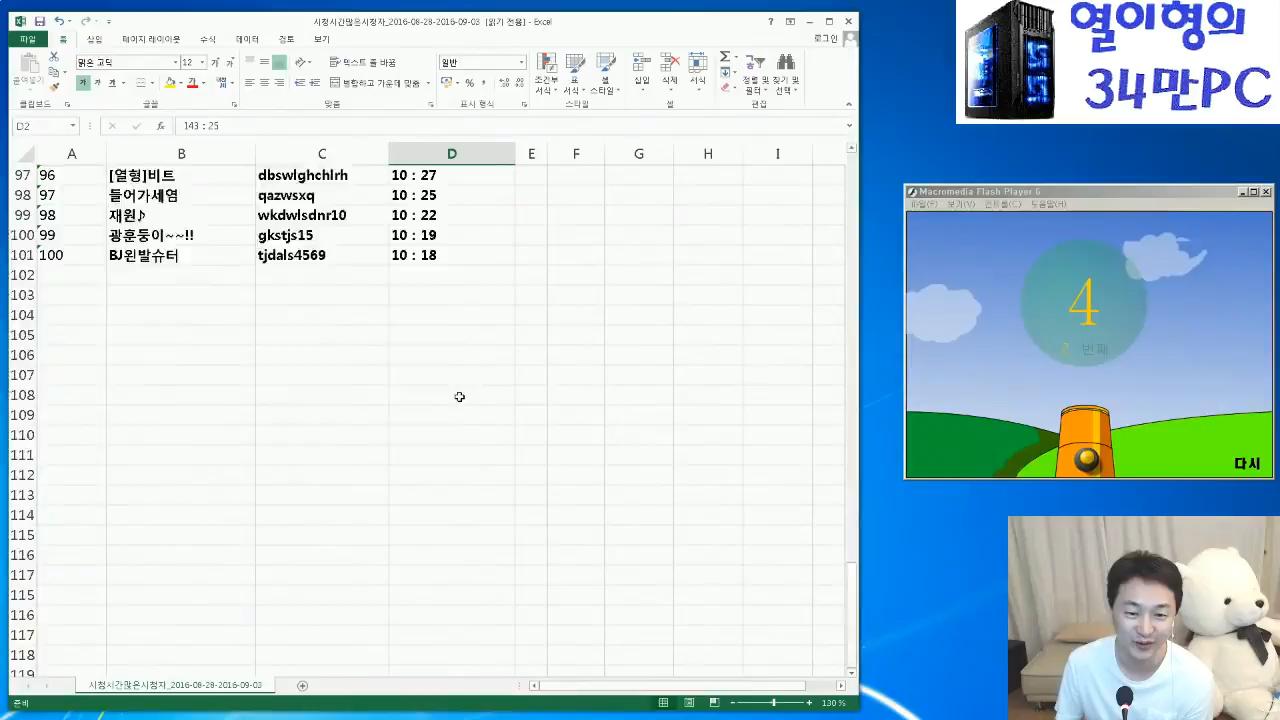 시청시간많은시청자_2016-08-28-2016-09-03 [읽기 전용] - Excel
파일 홈 삽입 페이지 레이아웃 수식 데이터 검토 보기 로그인
붙여넣기 맑은 고딕 12 텍스트 줄 바꿈 일반 조건부 서식 표 서식 셀 스타일 삽입 삭제 서식 정렬 및 필터 찾기 및 선택
가 가 가 병합하고 가운데 맞춤
클립보드 글꼴 맞춤 표시 형식 스타일 셀 편집
D2 143 : 25
A B C D E F G H I
97 96 [열형]비트 dbswlghchlrh 10 : 27
98 97 들어가세염 qazwsxq 10 : 25
99 98 재원♪ wkdwlsdnr10 10 : 22
100 99 광훈둥이~~!! gkstjs15 10 : 19
101 100 BJ왼발슈터 tjdals4569 10 : 18
102
103
104
105
106
107
108
109
110
111
112
113
114
115
116
117
118
119
시청시간많은시청자_2016-08-28-2016-09-03
준비 130 %
열이형의
34만PC
Macromedia Flash Player 6
파일(F) 보기(V) 컨트롤(C) 도움말(H)
4
2 번째
다시